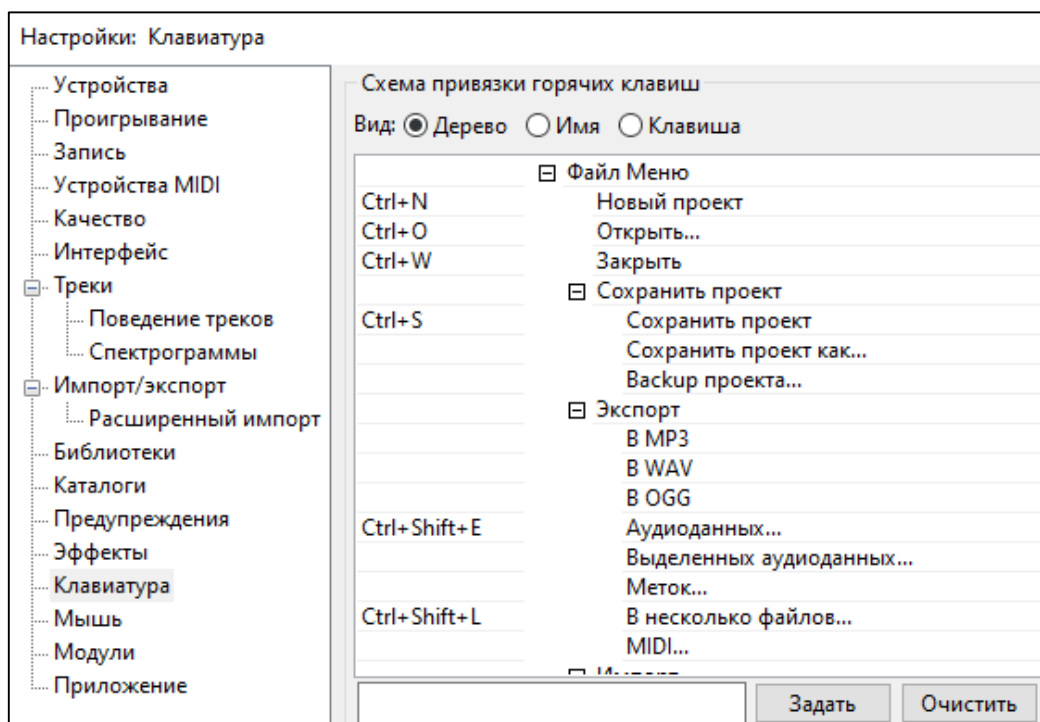 Настройки: Клавиатура
Устройства
Проигрывание
Запись
Устройства MIDI
Качество
Интерфейс
Треки
Поведение треков
Спектрограммы
Импорт/экспорт
Расширенный импорт
Библиотеки
Каталоги
Предупреждения
Эффекты
Клавиатура
Мышь
Модули
Приложение
Схема привязки горячих клавиш
Вид: Дерево Имя Клавиша
Файл Меню
Ctrl+N Новый проект
Ctrl+O Открыть...
Ctrl+W Закрыть
Сохранить проект
Ctrl+S Сохранить проект
Сохранить проект как...
Backup проекта...
Экспорт
В MP3
В WAV
В OGG
Ctrl+Shift+E Аудиоданных...
Выделенных аудиоданных...
Меток...
Ctrl+Shift+L В несколько файлов...
MIDI...
Задать Очистить